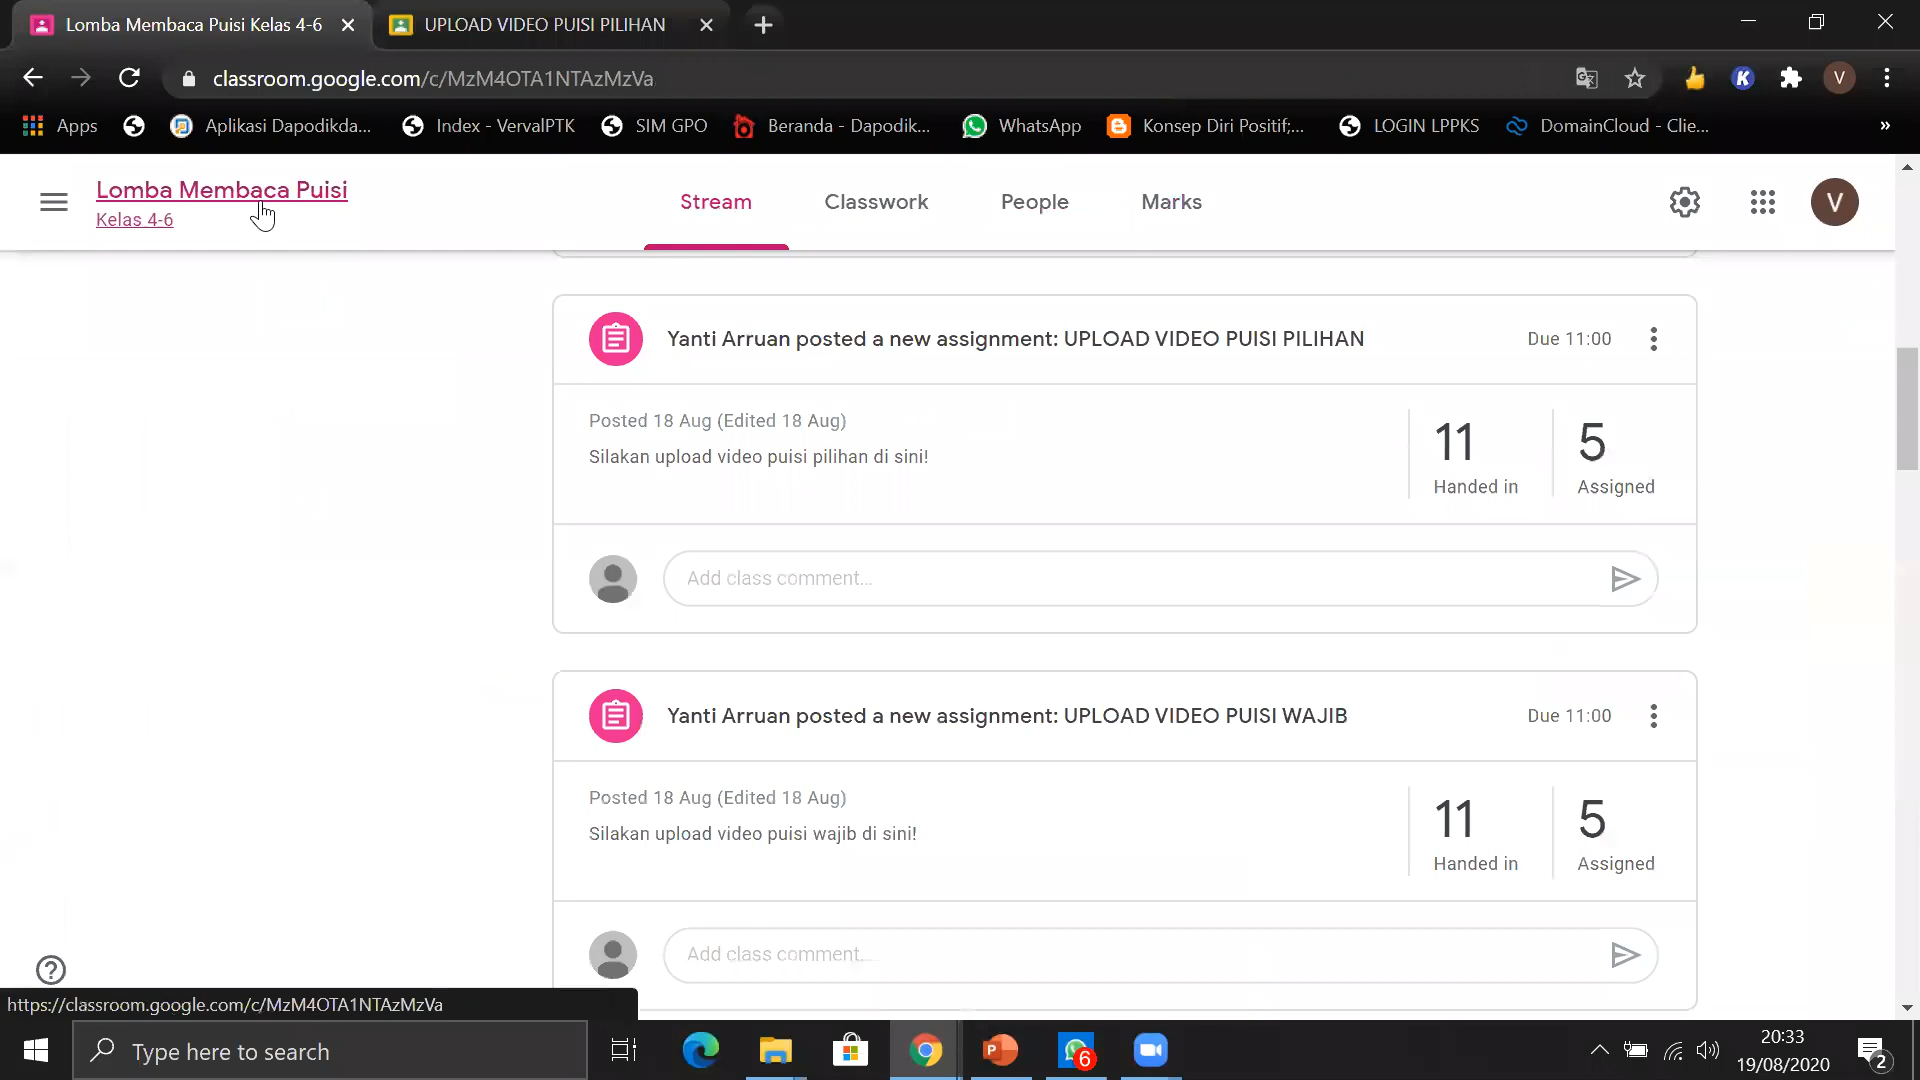 Lomba Membaca Puisi Kelas 4-6
UPLOAD VIDEO PUISI PILIHAN
classroom.google.com/c/MzM4OTA1NTAzMzVa
K
V
Apps
Aplikasi Dapodikda...
Index - VervalPTK
SIM GPO
Beranda - Dapodik...
WhatsApp
Konsep Diri Positif;...
LOGIN LPPKS
DomainCloud - Clie...
»
Lomba Membaca Puisi
Kelas 4-6
Stream
Classwork
People
Marks
V
Yanti Arruan posted a new assignment: UPLOAD VIDEO PUISI PILIHAN
Due 11:00
Posted 18 Aug (Edited 18 Aug)
Silakan upload video puisi pilihan di sini!
11
Handed in
5
Assigned
Add class comment...
Yanti Arruan posted a new assignment: UPLOAD VIDEO PUISI WAJIB
Due 11:00
Posted 18 Aug (Edited 18 Aug)
Silakan upload video puisi wajib di sini!
11
Handed in
5
Assigned
Add class comment...
https://classroom.google.com/c/MzM4OTA1NTAzMzVa
Type here to search
6
20:33
19/08/2020
2